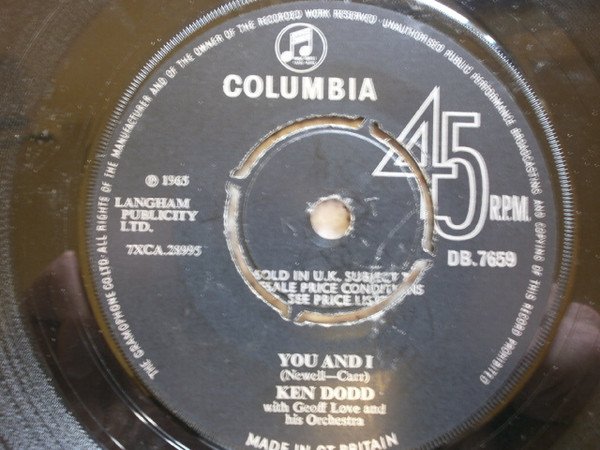 THE GRAMOPHONE CO LTD· ALL RIGHTS OF THE MANUFACTURER AND OF THE OWNER OF THE RECORDED WORK RESERVED· UNAUTHORISED PUBLIC PERFORMANCE BROADCASTING AND COPYING OF THIS RECORD PROHIBITED
COLUMBIA
45
RPM.
℗ 1965
LANGHAM
PUBLICITY
LTD.
7XCA.28995
DB.7659
SOLD IN U.K. SUBJECT
PRICE CONDITIONS
SEE PRICE
YOU AND I
(Newell—Carr)
KEN DODD
with Geoff Love and
his Orchestra
MADE IN GT BRITAIN